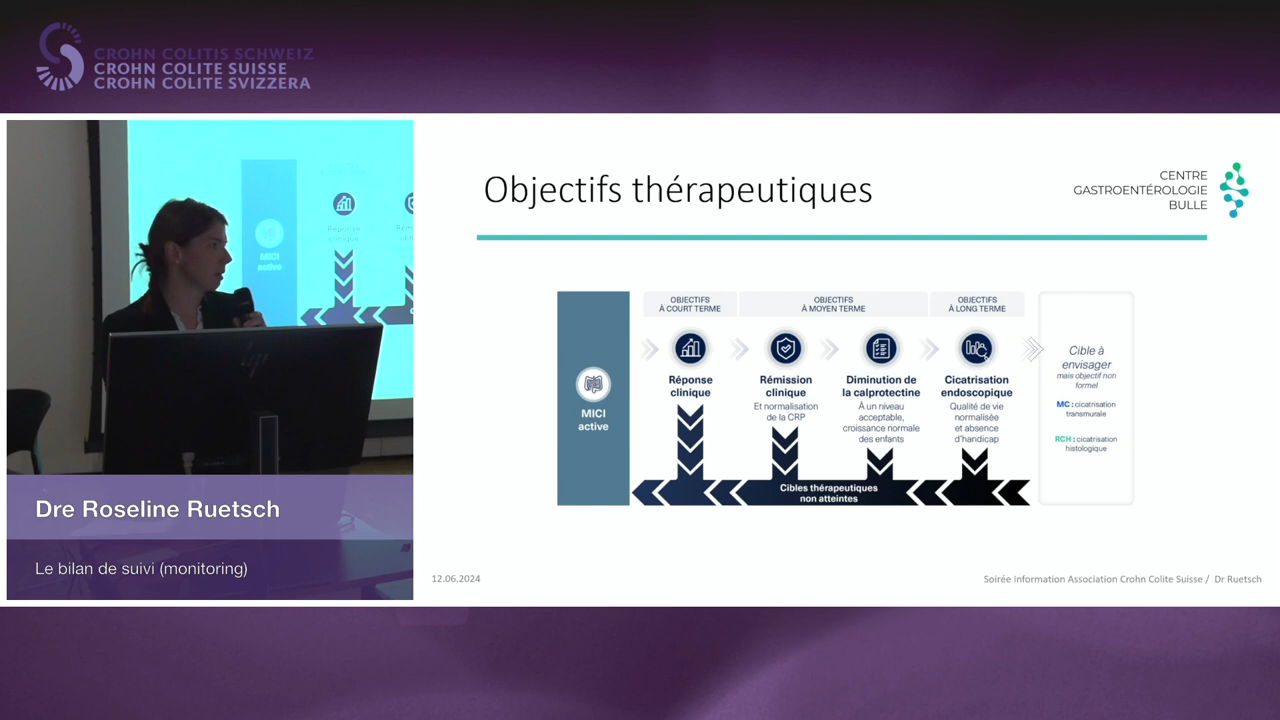 CROHN COLITIS SCHWEIZ
CROHN COLITE SUISSE
CROHN COLITE SVIZZERA
MICI
active
Réponse
clinique
Dre Roseline Ruetsch
Le bilan de suivi (monitoring)
Objectifs thérapeutiques
CENTRE
GASTROENTÉROLOGIE
BULLE
OBJECTIFS
À COURT TERME
OBJECTIFS
À MOYEN TERME
OBJECTIFS
À LONG TERME
MICI
active
Réponse
clinique
Rémission
clinique
Et normalisation
de la CRP
Diminution de
la calprotectine
À un niveau
acceptable,
croissance normale
des enfants
Cicatrisation
endoscopique
Qualité de vie
normalisée
et absence
d'handicap
Cibles thérapeutiques
non atteintes
Cible à
envisager
mais objectif non
formel
MC : cicatrisation
transmurale
RCH : cicatrisation
histologique
12.06.2024
Soirée Information Association Crohn Colite Suisse / Dr Ruetsch